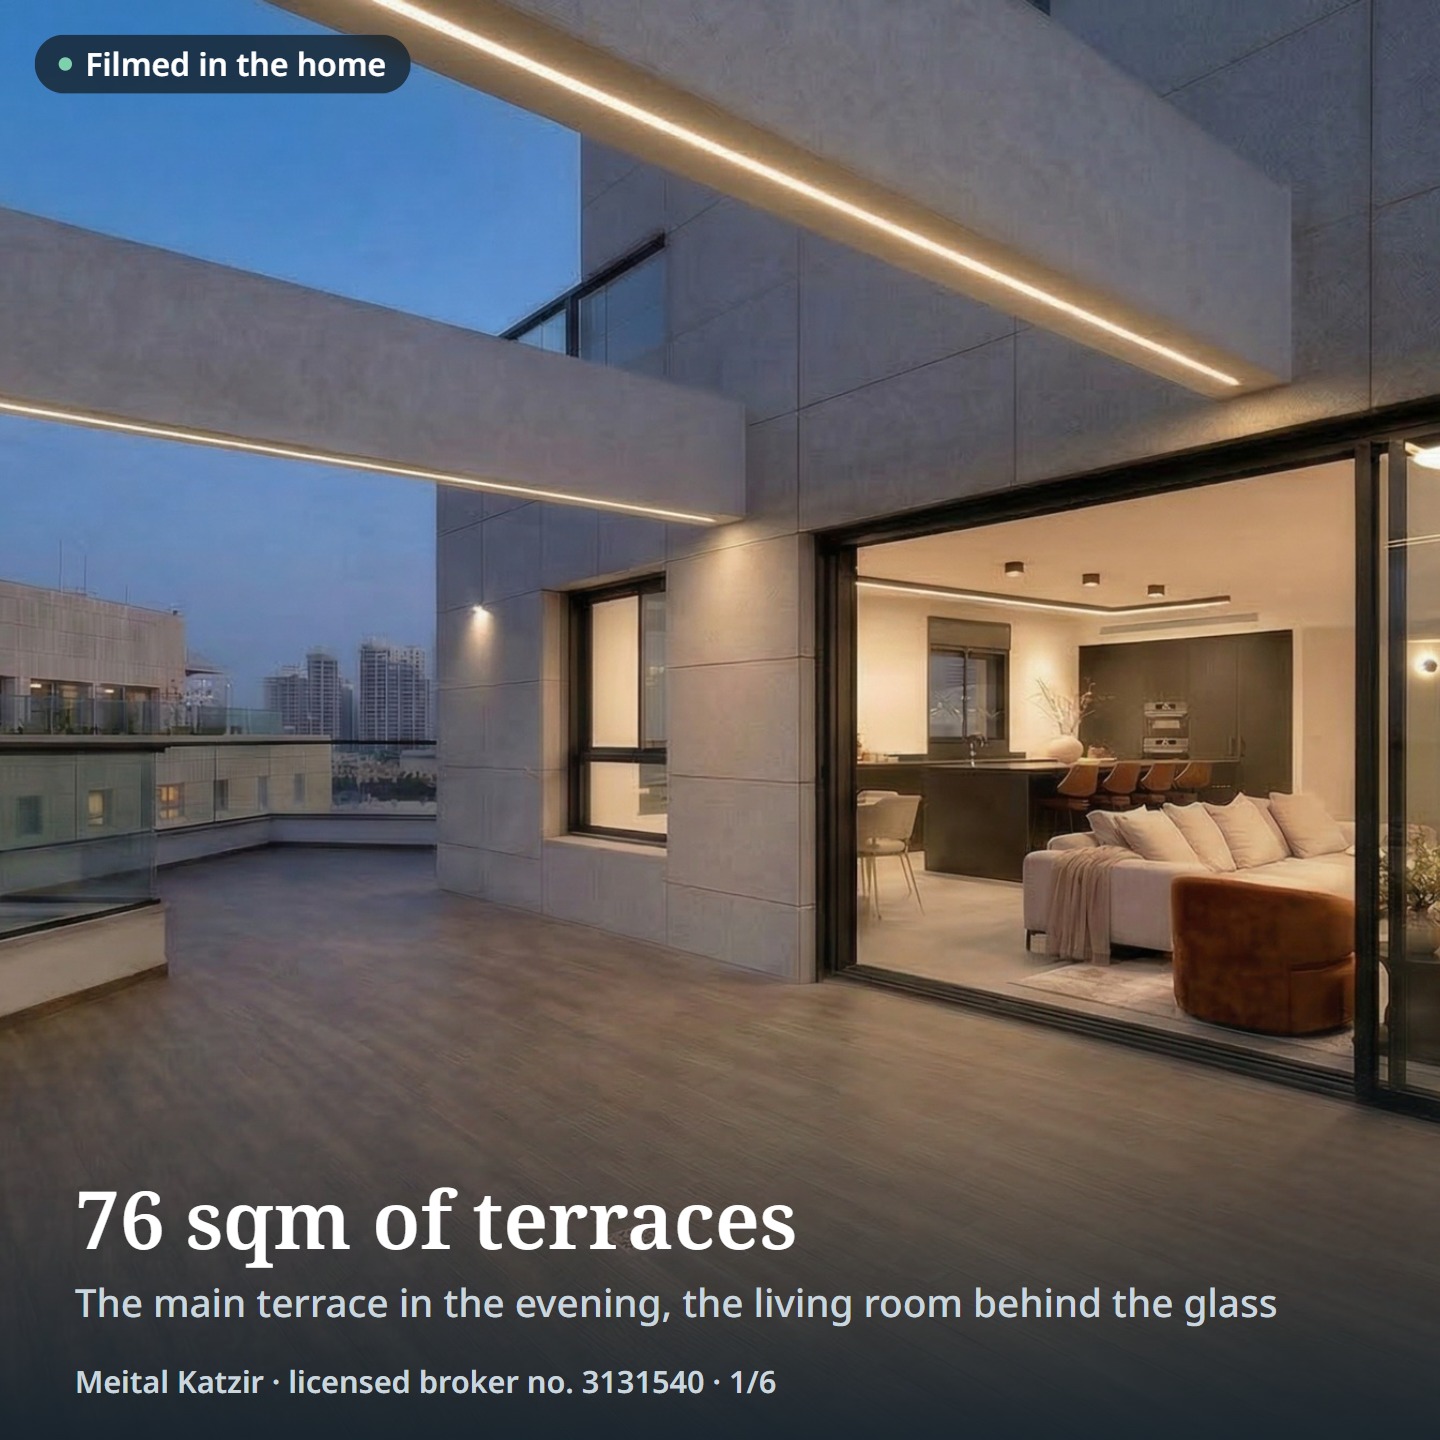 Filmed in the home
76 sqm of terraces
The main terrace in the evening, the living room behind the glass
Meital Katzir · licensed broker no. 3131540 · 1/6